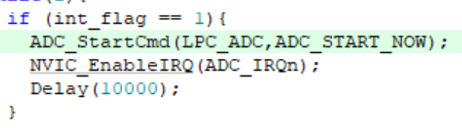 if (int_flag == 1){
ADC_StartCmd(LPC_ADC,ADC_START_NOW);
NVIC_EnableIRQ(ADC_IRQn);
Delay(10000);
}